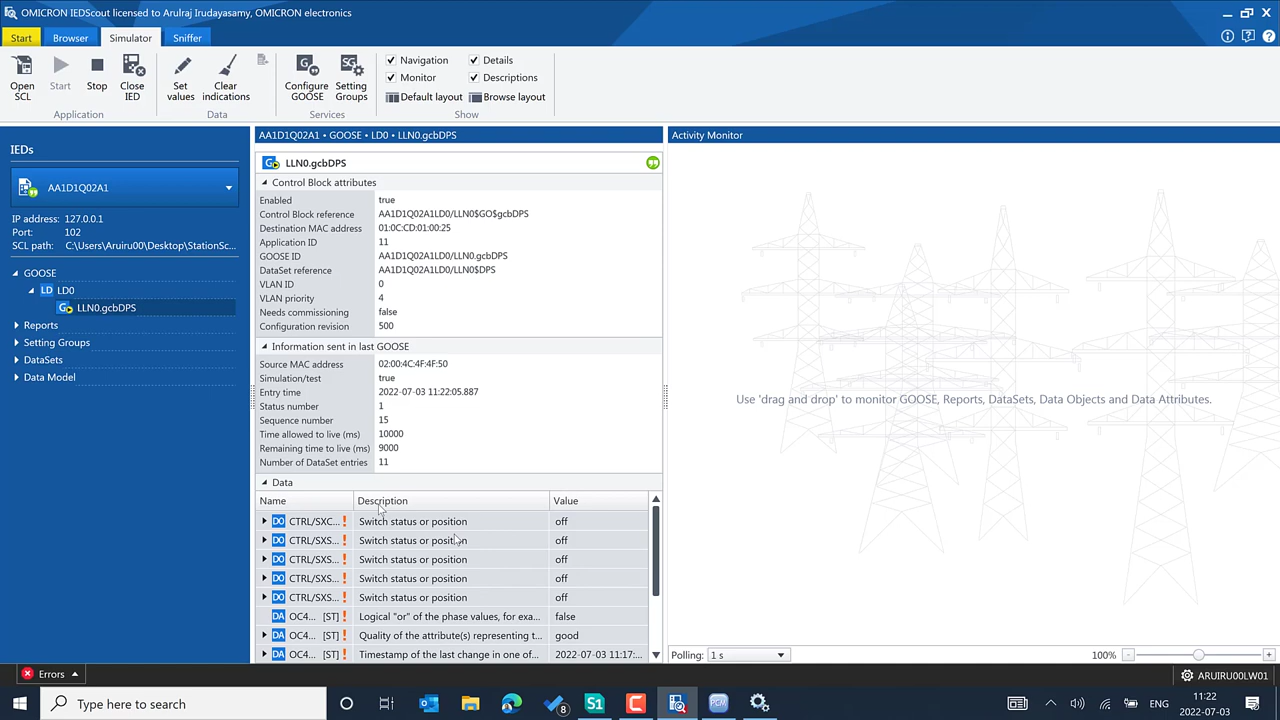 OMICRON IEDScout licensed to Arulraj Irudayasamy, OMICRON electronics
Start
Browser
Simulator
Sniffer
Open SCL
Start
Stop
Close IED
Set values
Clear indications
Configure GOOSE
Setting Groups
Navigation
Details
Monitor
Descriptions
Default layout
Browse layout
Application
Data
Services
Show
IEDs
AA1D1Q02A1
IP address: 127.0.0.1
Port: 102
SCL path: C:\Users\Aruiru00\Desktop\StationSc...
GOOSE
LD LD0
LLN0.gcbDPS
Reports
Setting Groups
DataSets
Data Model
AA1D1Q02A1 • GOOSE • LD0 • LLN0.gcbDPS
LLN0.gcbDPS
Control Block attributes
Enabled true
Control Block reference AA1D1Q02A1LD0/LLN0$GO$gcbDPS
Destination MAC address 01:0C:CD:01:00:25
Application ID 11
GOOSE ID AA1D1Q02A1LD0/LLN0.gcbDPS
DataSet reference AA1D1Q02A1LD0/LLN0$DPS
VLAN ID 0
VLAN priority 4
Needs commissioning false
Configuration revision 500
Information sent in last GOOSE
Source MAC address 02:00:4C:4F:4F:50
Simulation/test true
Entry time 2022-07-03 11:22:05.887
Status number 1
Sequence number 15
Time allowed to live (ms) 10000
Remaining time to live (ms) 9000
Number of DataSet entries 11
Data
Name Description Value
DO CTRL/SXC... ! Switch status or position off
DO CTRL/SXS... ! Switch status or position off
DO CTRL/SXS... ! Switch status or position off
DO CTRL/SXS... ! Switch status or position off
DO CTRL/SXS... ! Switch status or position off
DA OC4... [ST] ! Logical "or" of the phase values, for exa... false
DA OC4... [ST] ! Quality of the attribute(s) representing t... good
DA OC4... [ST] ! Timestamp of the last change in one of... 2022-07-03 11:17:...
Activity Monitor
Use 'drag and drop' to monitor GOOSE, Reports, DataSets, Data Objects and Data Attributes.
Polling: 1 s
100%
Errors
ARUIRU00LW01
Type here to search
8
S1
PCM
ENG
11:22
2022-07-03